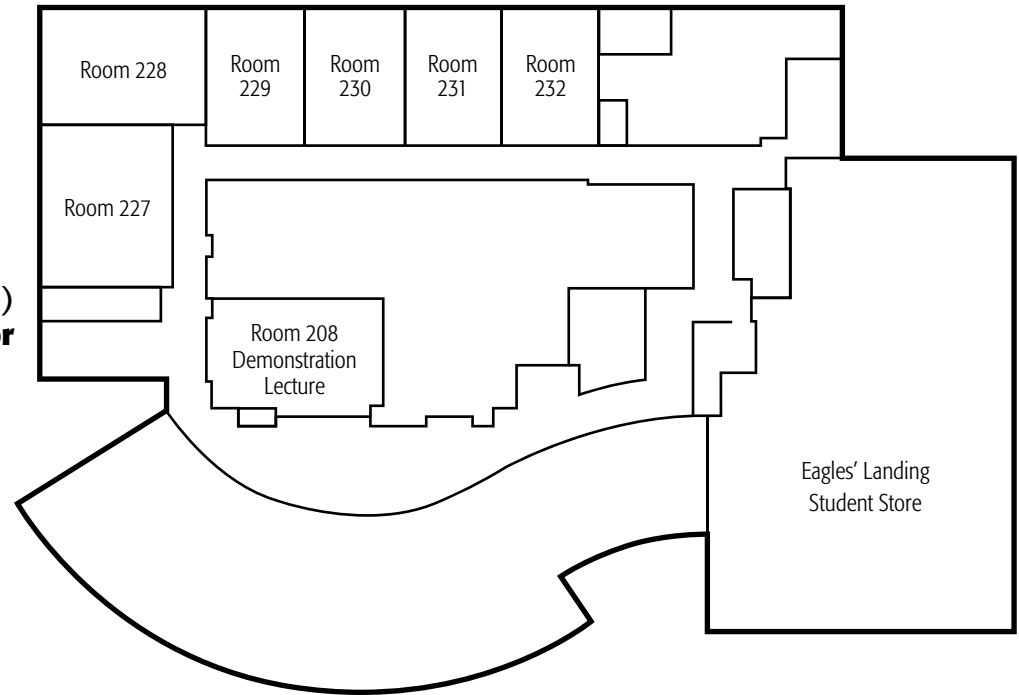 Room 228
Room
229
Room
230
Room
231
Room
232
Room 227
)
Room 208
Demonstration
Lecture
Eagles' Landing
Student Store